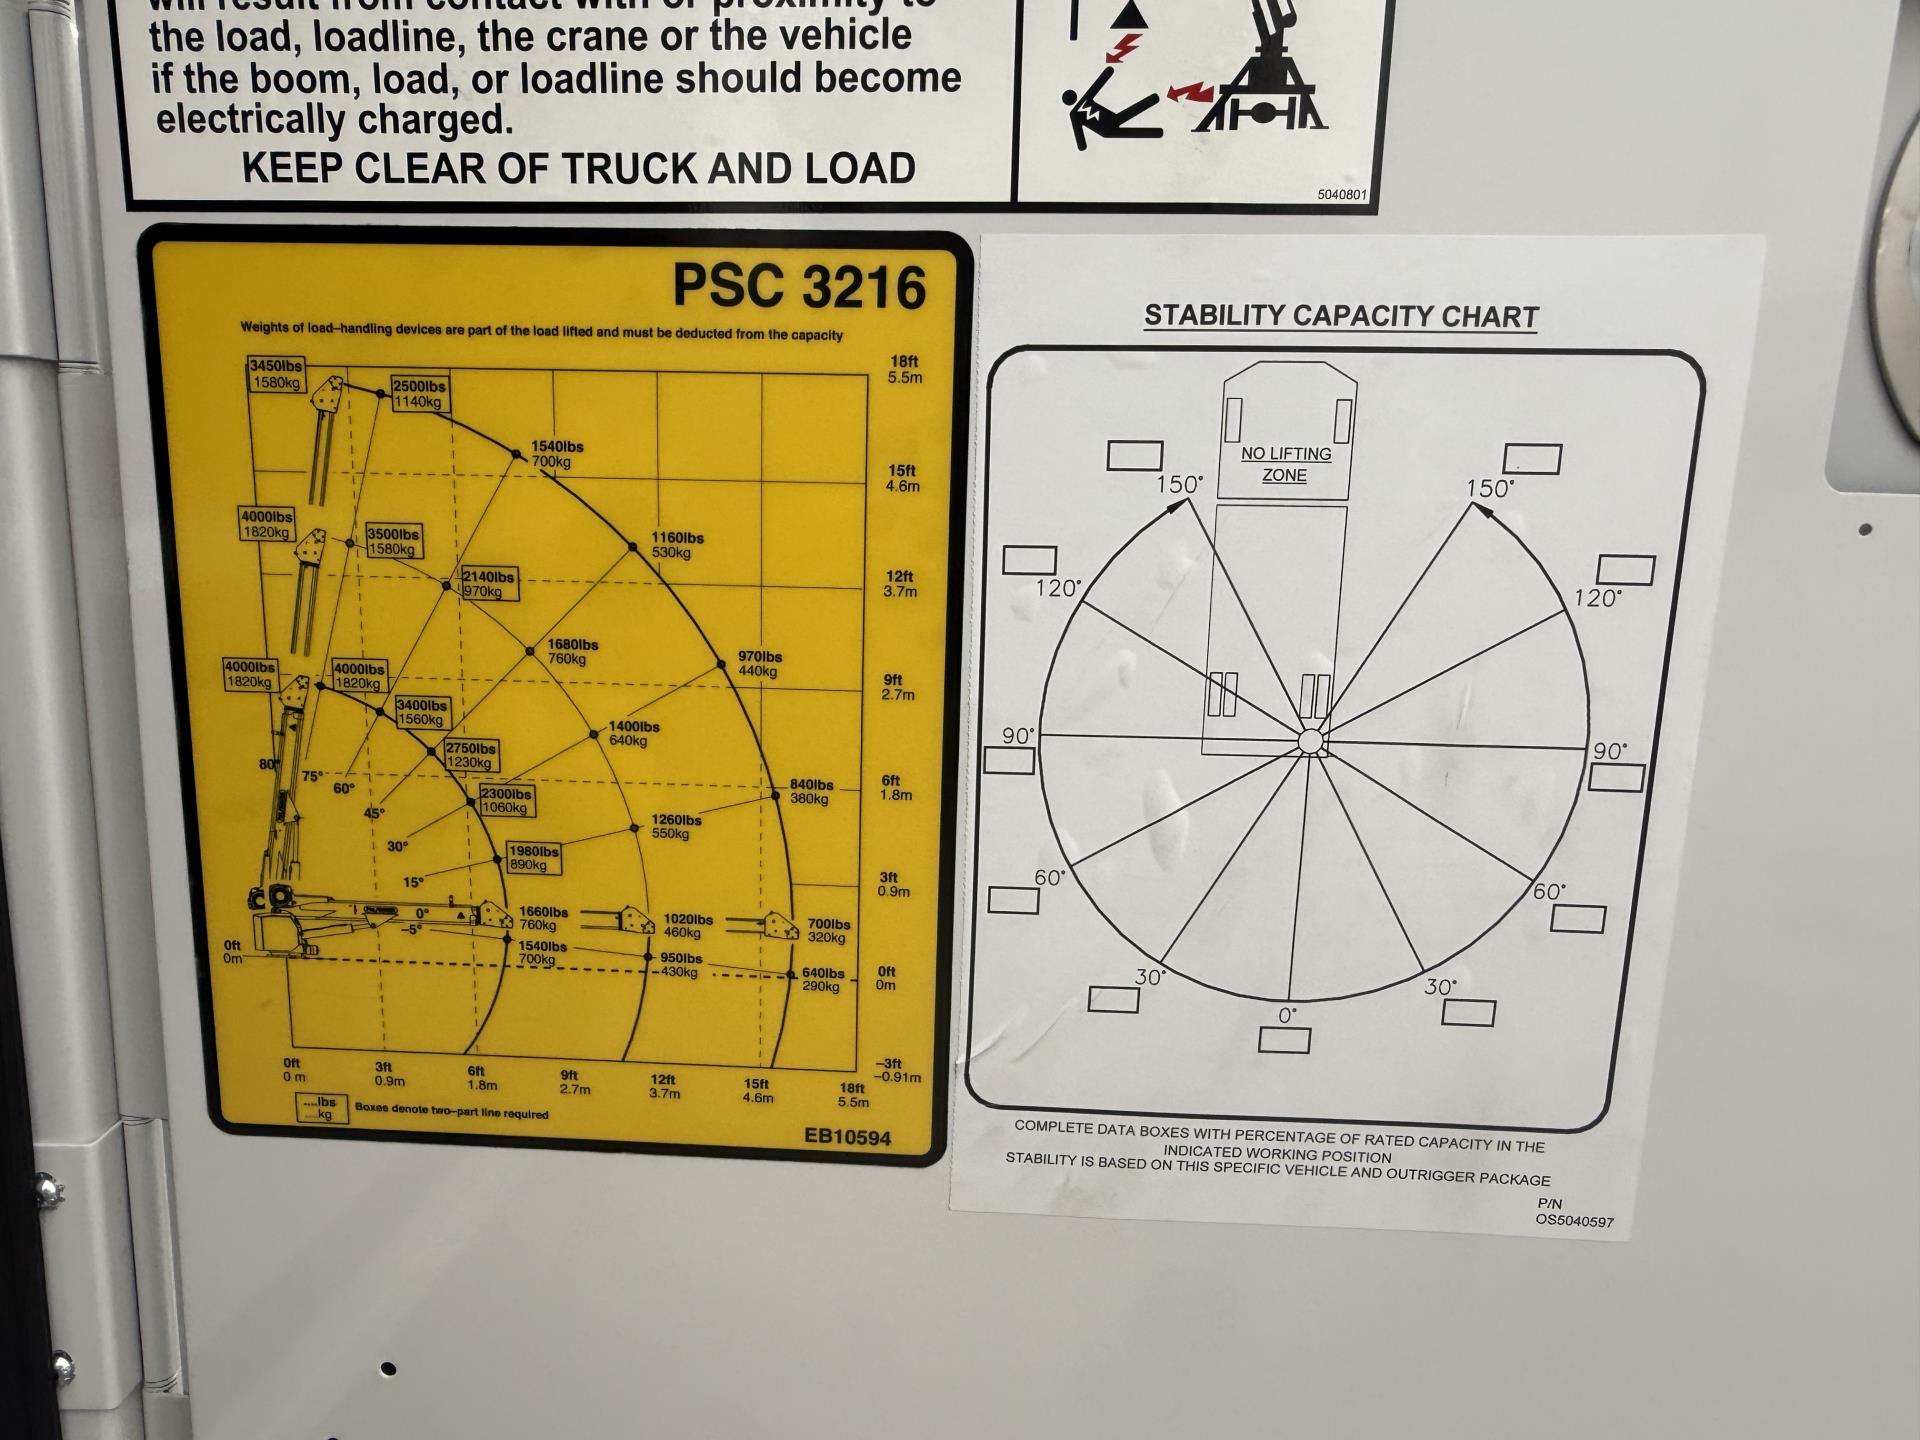 the load, loadline, the crane or the vehicle
if the boom, load, or loadline should become
electrically charged.
KEEP CLEAR OF TRUCK AND LOAD
5040801
PSC 3216
Weights of load-handling devices are part of the load lifted and must be deducted from the capacity
3450lbs
1580kg
2500lbs
1140kg
18ft
5.5m
1540lbs
700kg
15ft
4.6m
4000lbs
1820kg
3500lbs
1580kg
1160lbs
530kg
2140lbs
970kg
12ft
3.7m
1680lbs
760kg
970lbs
440kg
4000lbs
1820kg
4000lbs
1820kg
9ft
2.7m
3400lbs
1560kg
1400lbs
640kg
2750lbs
1230kg
80°
75°
60°
45°
30°
15°
0°
-5°
2300lbs
1060kg
840lbs
380kg
6ft
1.8m
1260lbs
550kg
1980lbs
890kg
3ft
0.9m
1660lbs
760kg
1020lbs
460kg
700lbs
320kg
1540lbs
700kg
950lbs
430kg
640lbs
290kg
0ft
0m
0ft
0m
-3ft
-0.91m
0ft
0 m
3ft
0.9m
6ft
1.8m
9ft
2.7m
12ft
3.7m
15ft
4.6m
18ft
5.5m
....lbs
kg
Boxes denote two-part line required
EB10594
STABILITY CAPACITY CHART
NO LIFTING
ZONE
150°
150°
120°
120°
90°
90°
60°
60°
30°
30°
0°
COMPLETE DATA BOXES WITH PERCENTAGE OF RATED CAPACITY IN THE
INDICATED WORKING POSITION
STABILITY IS BASED ON THIS SPECIFIC VEHICLE AND OUTRIGGER PACKAGE
P/N
OS5040597